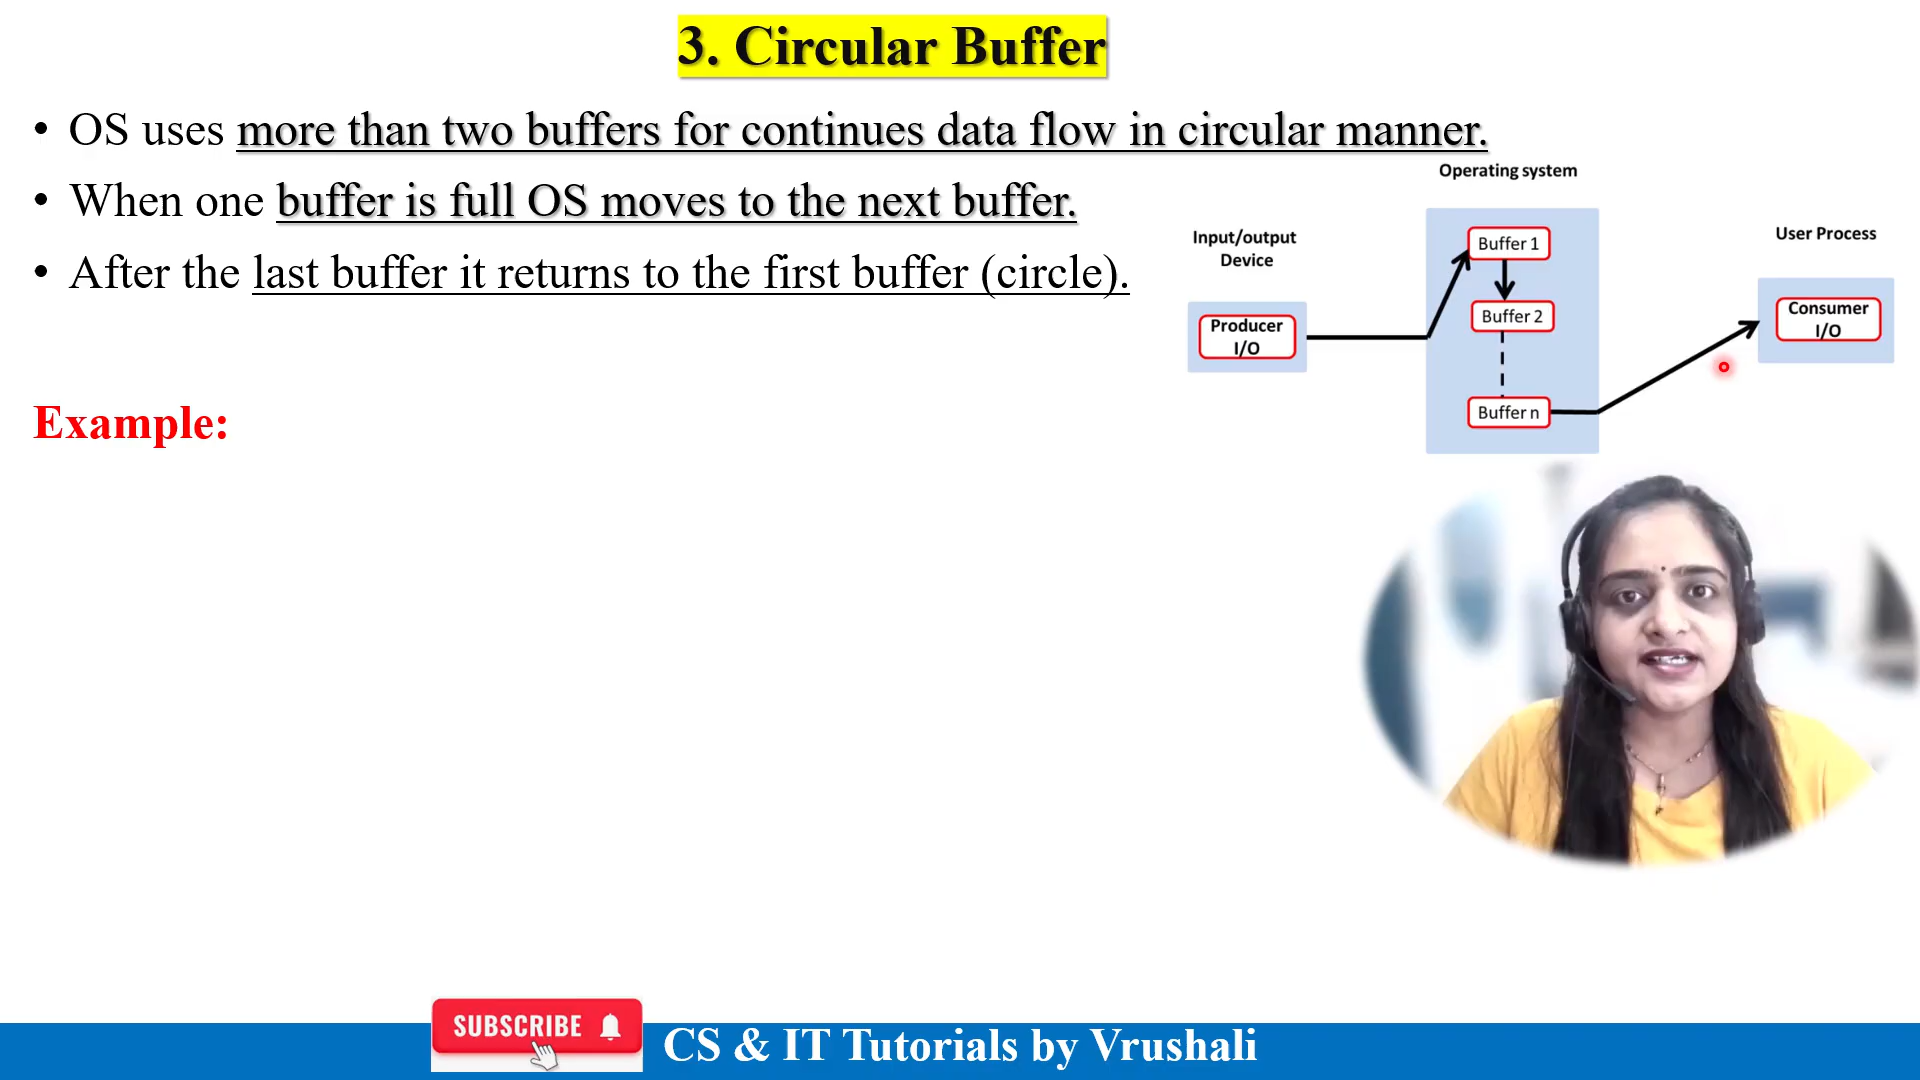 3. Circular Buffer
• OS uses more than two buffers for continues data flow in circular manner.
• When one buffer is full OS moves to the next buffer.
• After the last buffer it returns to the first buffer (circle).
Example:
Operating system
Input/output
Device
User Process
Buffer 1
Buffer 2
Buffer n
Producer
I/O
Consumer
I/O
SUBSCRIBE
CS & IT Tutorials by Vrushali